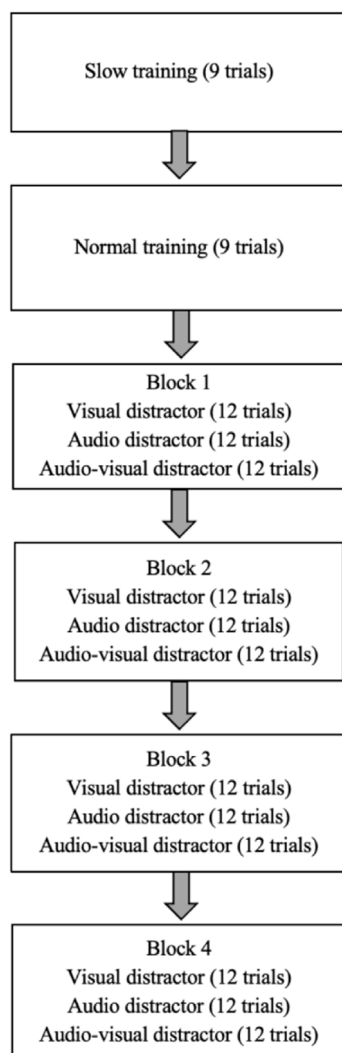 Slow training (9 trials)
Normal training (9 trials)
Block 1
Visual distractor (12 trials)
Audio distractor (12 trials)
Audio-visual distractor (12 trials)
Block 2
Visual distractor (12 trials)
Audio distractor (12 trials)
Audio-visual distractor (12 trials)
Block 3
Visual distractor (12 trials)
Audio distractor (12 trials)
Audio-visual distractor (12 trials)
Block 4
Visual distractor (12 trials)
Audio distractor (12 trials)
Audio-visual distractor (12 trials)